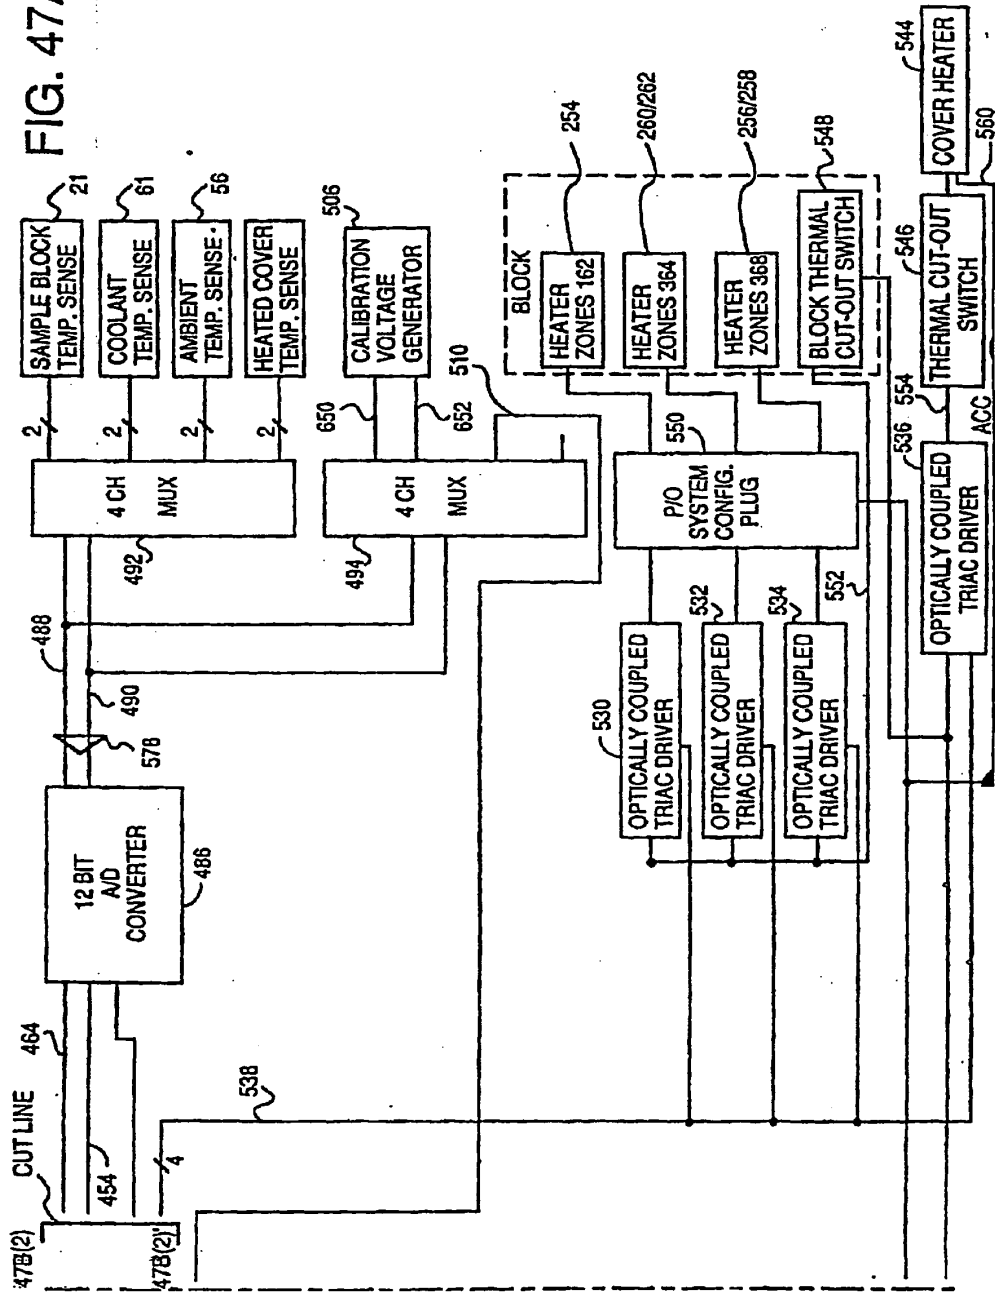 FIG. 47A
SAMPLE BLOCK
TEMP. SENSE
21
COOLANT
TEMP. SENSE
61
AMBIENT
TEMP. SENSE
56
HEATED COVER
TEMP. SENSE
2
2
2
2
4 CH
MUX
492
CALIBRATION
VOLTAGE
GENERATOR
506
650
652
510
4 CH
MUX
494
488
490
578
12 BIT
A/D
CONVERTER
486
464
454
CUT LINE
47B(2)
47B(2)'
4
538
BLOCK
HEATER
ZONES 162
254
HEATER
ZONES 364
260/262
HEATER
ZONES 368
256/258
BLOCK THERMAL
CUT-OUT SWITCH
548
550
P/O
SYSTEM
CONFIG.
PLUG
530
OPTICALLY COUPLED
TRIAC DRIVER
532
OPTICALLY COUPLED
TRIAC DRIVER
534
OPTICALLY COUPLED
TRIAC DRIVER
552
544
COVER HEATER
560
546
THERMAL CUT-OUT
SWITCH
554
ACC
536
OPTICALLY COUPLED
TRIAC DRIVER